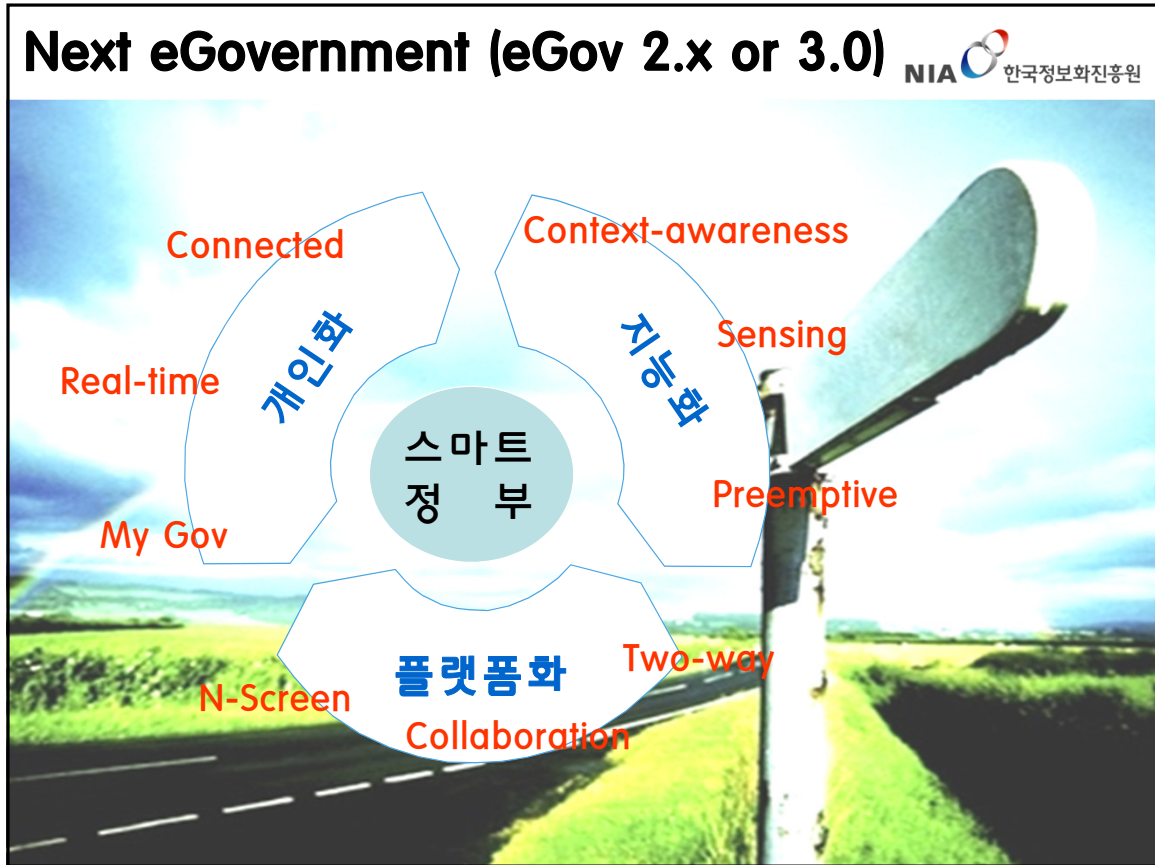 Next eGovernment (eGov 2.x or 3.0)
NIA 한국정보화진흥원
Connected
Real-time
My Gov
개인화
Context-awareness
Sensing
Preemptive
지능화
스마트
정 부
플랫폼화
N-Screen
Collaboration
Two-way